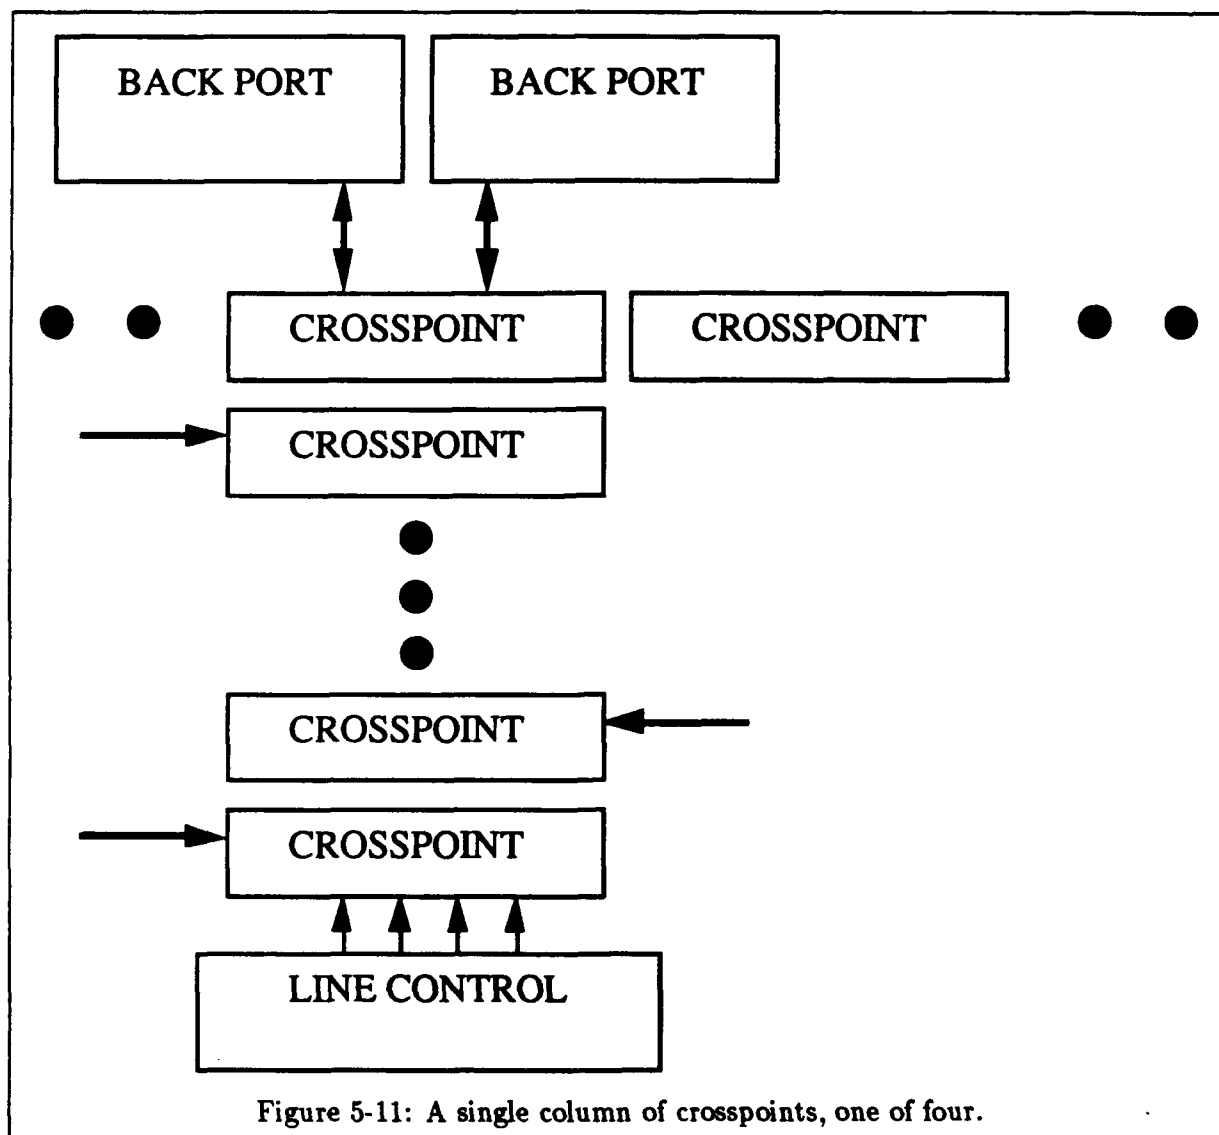 BACK PORT BACK PORT
CROSSPOINT CROSSPOINT
CROSSPOINT
CROSSPOINT
CROSSPOINT
LINE CONTROL
Figure 5-11: A single column of crosspoints, one of four.